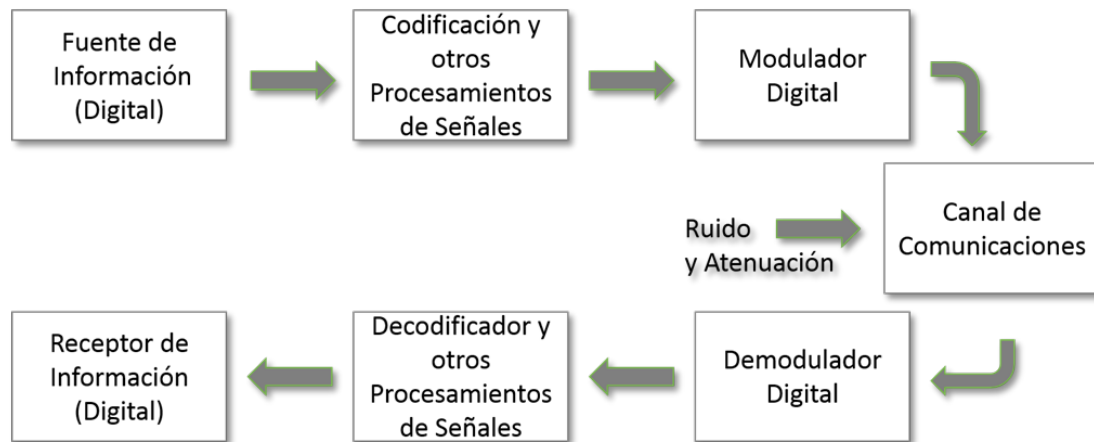 Fuente de
Información
(Digital)
Codificación y
otros
Procesamientos
de Señales
Modulador
Digital
Canal de
Comunicaciones
Ruido
y Atenuación
Receptor de
Información
(Digital)
Decodificador y
otros
Procesamientos
de Señales
Demodulador
Digital